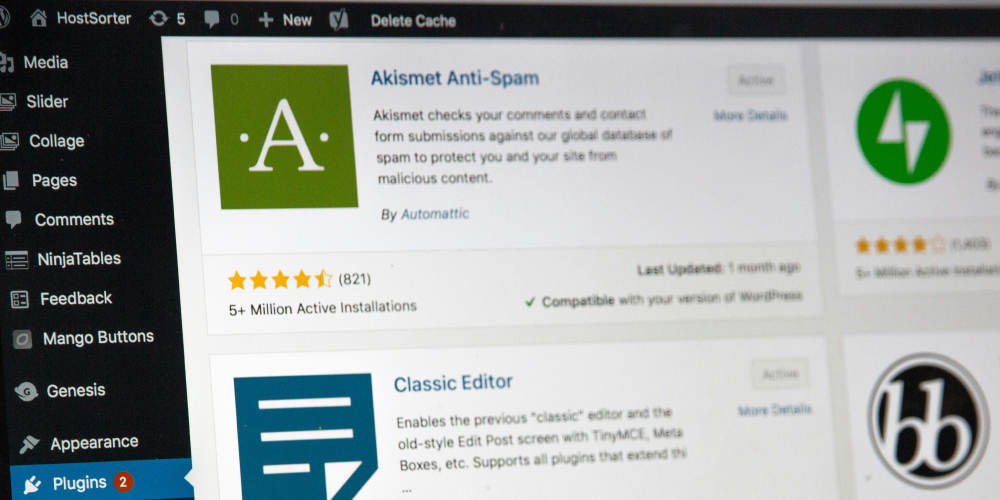 HostSorter 5 0 + New Delete Cache
Media
Slider
Collage
Pages
Comments
NinjaTables
Feedback
Mango Buttons
Genesis
Appearance
Plugins 2
A
Akismet Anti-Spam
Active
More Details
Akismet checks your comments and contact
form submissions against our global database of
spam to protect you and your site from
malicious content.
By Automattic
(821)
5+ Million Active Installations
Last Updated: 1 month ago
Compatible with your version of WordPress
5+ Million Active
Classic Editor
Active
More Details
Enables the previous "classic" editor and the
old-style Edit Post screen with TinyMCE, Meta
Boxes, etc. Supports all plugins that extend thi
...
bb